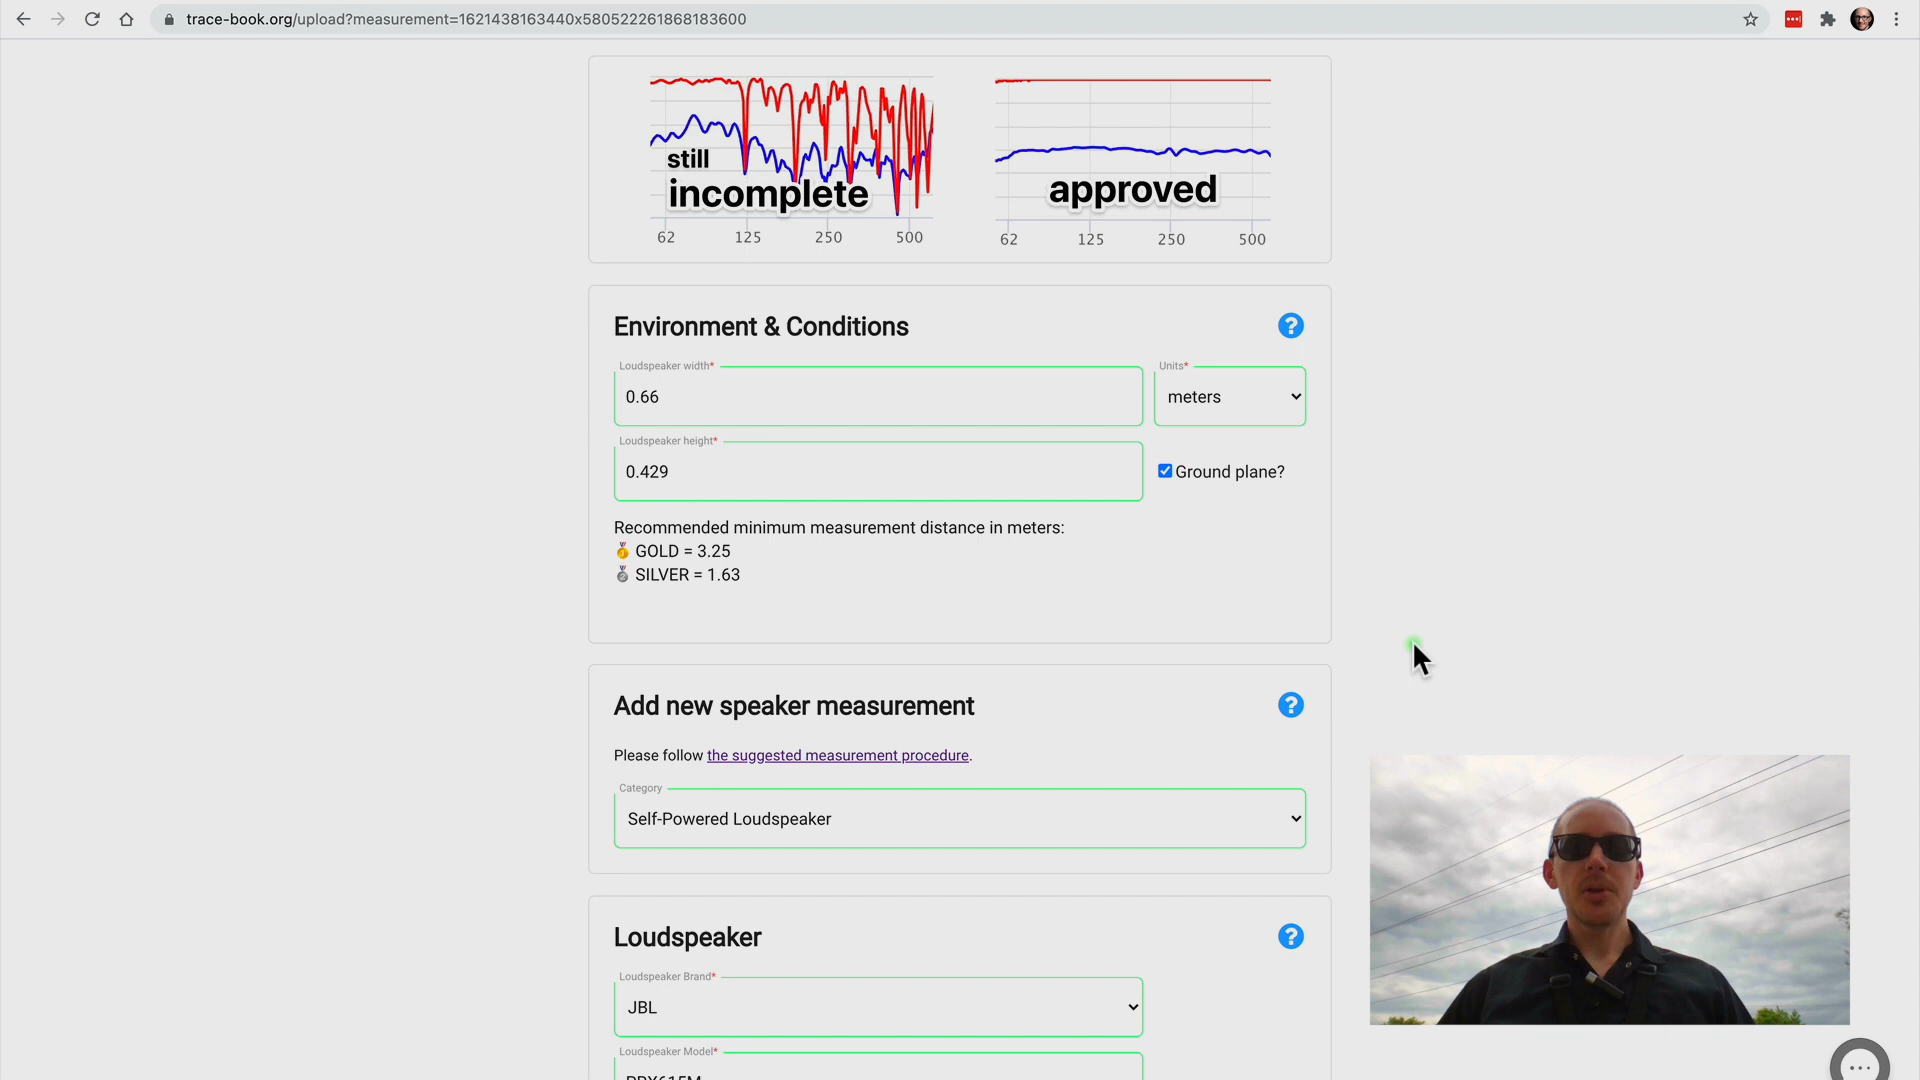 trace-book.org/upload?measurement=1621438163440x580522261868183600
still
incomplete
62 125 250 500
approved
62 125 250 500
Environment & Conditions
?
Loudspeaker width*
0.66
Units*
meters
Loudspeaker height*
0.429
Ground plane?
Recommended minimum measurement distance in meters:
GOLD = 3.25
SILVER = 1.63
Add new speaker measurement
?
Please follow the suggested measurement procedure.
Category
Self-Powered Loudspeaker
Loudspeaker
?
Loudspeaker Brand*
JBL
Loudspeaker Model*